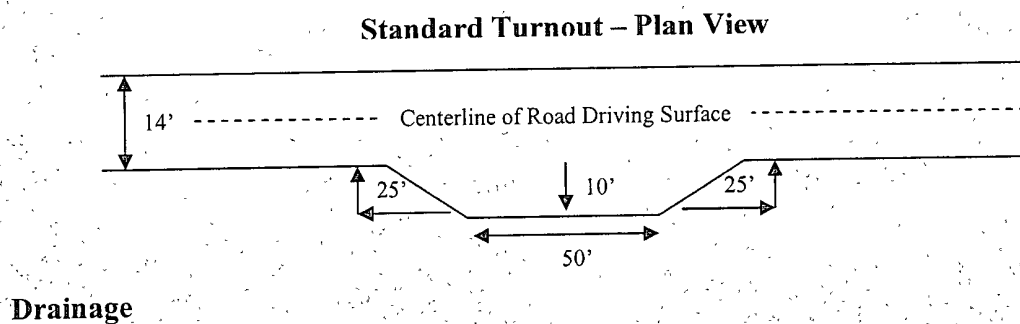 Standard Turnout – Plan View
14' Centerline of Road Driving Surface
25' 10' 25'
50'
Drainage